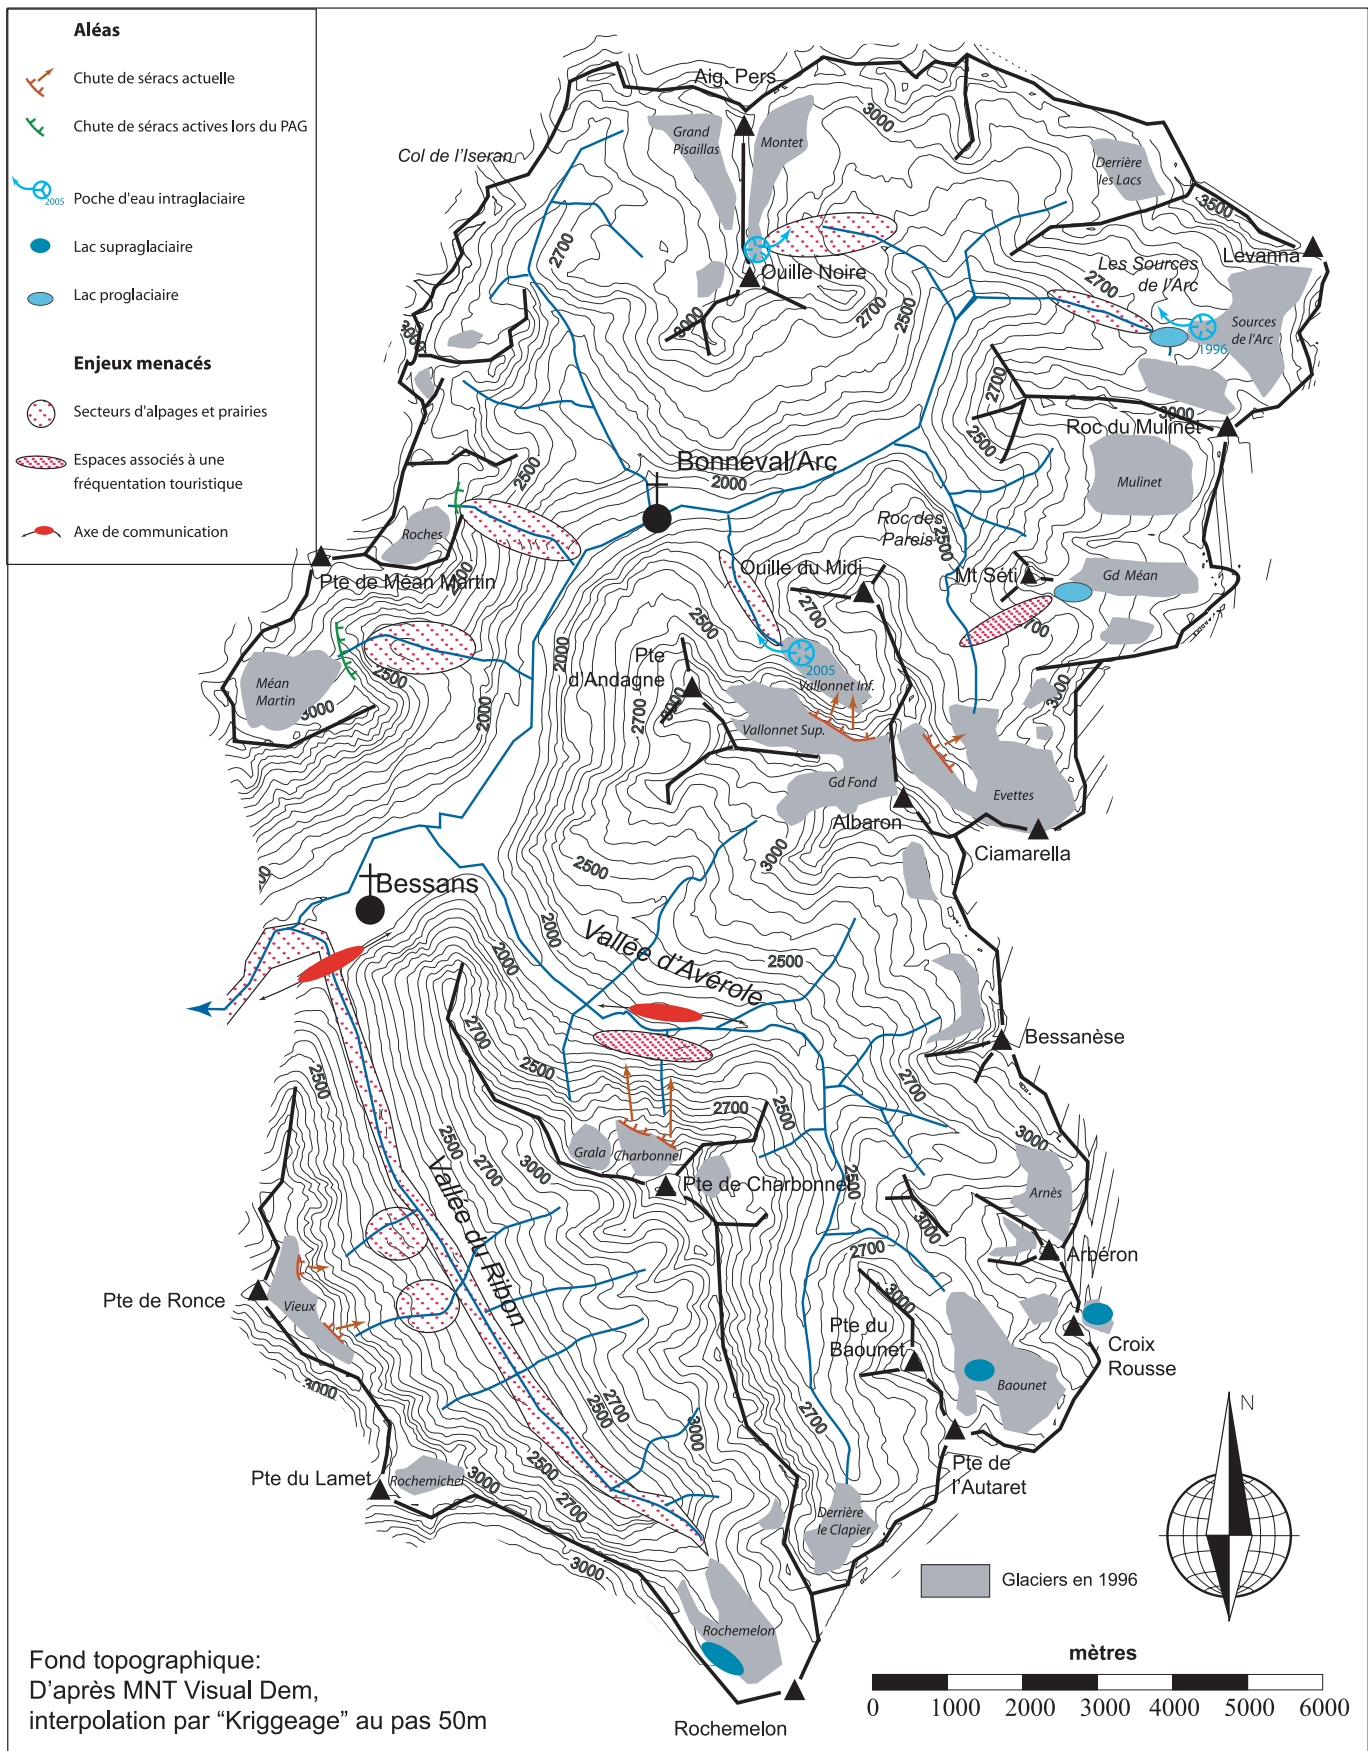 Aléas
Chute de séracs actuelle
Chute de séracs actives lors du PAG
2005
Poche d'eau intraglaciaire
Lac supraglaciaire
Lac proglaciaire
Enjeux menacés
Secteurs d'alpages et prairies
Espaces associés à une
fréquentation touristique
Axe de communication
Aig. Pers
3000
Grand
Pisaillas
Montet
Col de l'Iseran
Derrière
les Lacs
3500
2700
Levanna
Ouille Noire
Les Sources
de l'Arc
2700
2700
2500
3000
3000
1996
Sources
de l'Arc
2700
3000
Roc du Mulinet
2500
2500
Bonneval/Arc
2000
Mulinet
Roches
Roc des
Pareis
2500
2500
Pte de Méan Martin
Ouille du Midi
Mt Séti
Gd Méan
2700
2700
2500
2000
Pte
d'Andagne
2500
2005
Vallonnet Inf.
Méan
Martin
3000
2000
2700
3000
3000
Vallonnet Sup.
Gd Fond
Evettes
Albaron
Ciamarella
3000
2500
Bessans
2000
2000
Vallée d'Avérole
2500
Bessanèse
2700
2500
2500
2700
2700
2500
3000
2500
2700
3000
Grala
Charbonnel
Pte de Charbonnel
2500
Arnès
3000
Arbéron
2700
Vallée du Ribon
Pte de Ronce
Vieux
3000
Pte du
Baounet
Croix
Rousse
Baounet
3000
2700
2500
3000
2700
N
Pte du Lamet
Rochemichel
3000
2500
2700
Pte de
l'Autaret
Derrière
le Clapier
3000
Glaciers en 1996
Rochemelon
Rochemelon
Fond topographique:
D'après MNT Visual Dem,
interpolation par “Kriggeage” au pas 50m
mètres
0 1000 2000 3000 4000 5000 6000